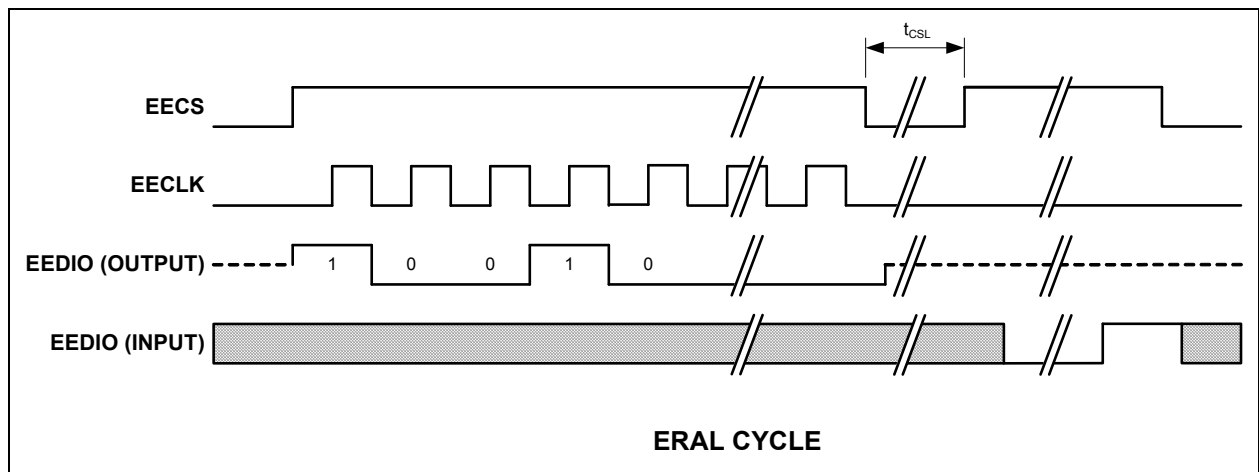 tCSL
EECS
EECLK
EEDIO (OUTPUT)
1 0 0 1 0
EEDIO (INPUT)
ERAL CYCLE